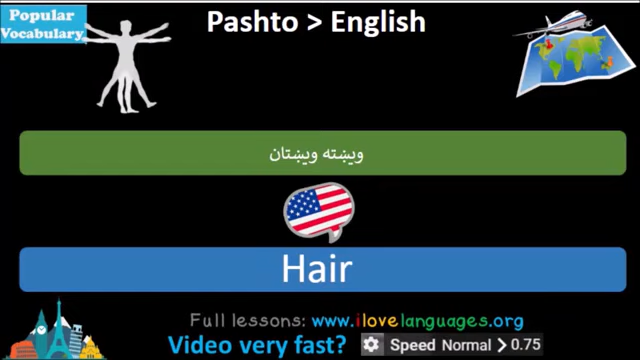 Popular
Vocabulary
Pashto > English
ویښته ویښتان
Hair
Full lessons: www.ilovelanguages.org
Video very fast? Speed Normal > 0.75